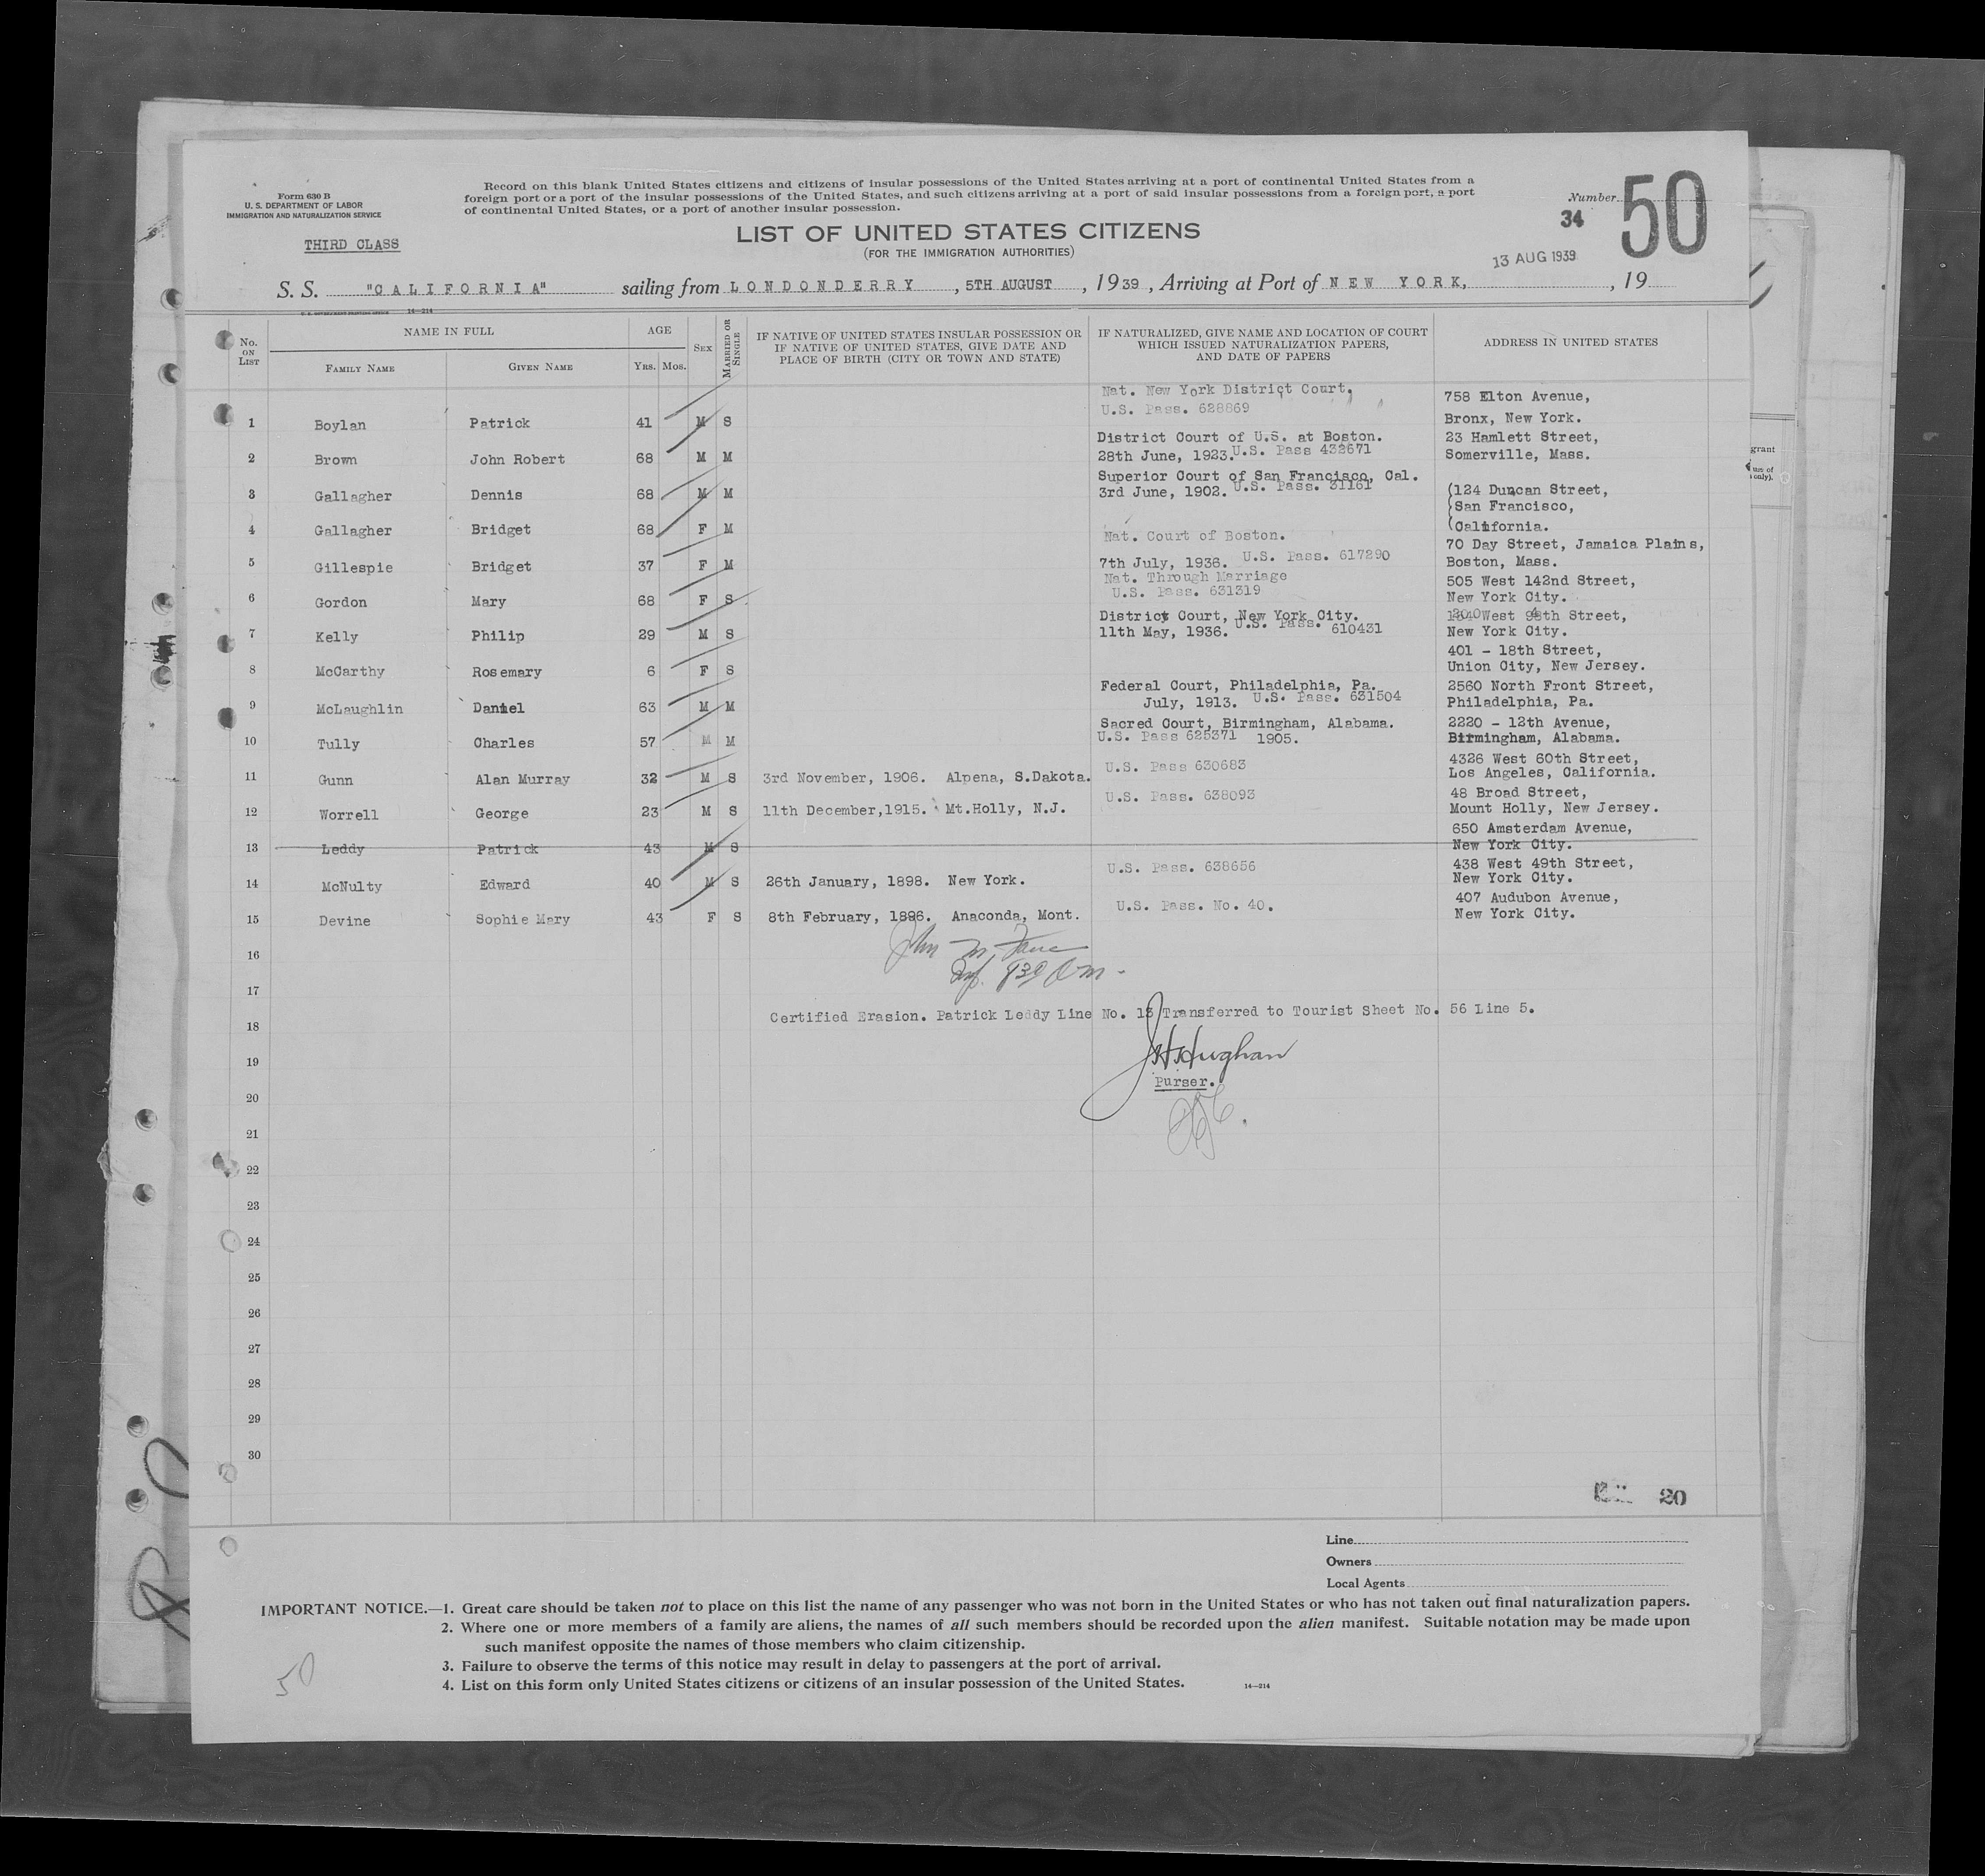 Form 630 B
U. S. DEPARTMENT OF LABOR
IMMIGRATION AND NATURALIZATION SERVICE
THIRD CLASS
Record on this blank United States citizens and citizens of insular possessions of the United States arriving at a port of continental United States from a
foreign port or a port of the insular possessions of the United States, and such citizens arriving at a port of said insular possessions from a foreign port, a port
of continental United States, or a port of another insular possession.
Number 50
34
LIST OF UNITED STATES CITIZENS
(FOR THE IMMIGRATION AUTHORITIES)
13 AUG 1939
S. S. "CALIFORNIA" sailing from LONDONDERRY, 5TH AUGUST, 1939, Arriving at Port of NEW YORK, , 19
14—214
No. ON LIST
NAME IN FULL
FAMILY NAME GIVEN NAME
AGE
YRS. MOS.
SEX
MARRIED OR SINGLE
IF NATIVE OF UNITED STATES INSULAR POSSESSION OR
IF NATIVE OF UNITED STATES, GIVE DATE AND
PLACE OF BIRTH (CITY OR TOWN AND STATE)
IF NATURALIZED, GIVE NAME AND LOCATION OF COURT
WHICH ISSUED NATURALIZATION PAPERS,
AND DATE OF PAPERS
ADDRESS IN UNITED STATES
Nat. New York District Court. 758 Elton Avenue,
1 Boylan Patrick 41 M S U.S. Pass. 628869 Bronx, New York.
District Court of U.S. at Boston. 23 Hamlett Street,
2 Brown John Robert 68 M M 28th June, 1923. U.S. Pass 432671 Somerville, Mass.
Superior Court of San Francisco, Cal.
3 Gallagher Dennis 68 M M 3rd June, 1902. U.S. Pass. 31161 (124 Duncan Street,
San Francisco,
4 Gallagher Bridget 68 F M California.
Nat. Court of Boston. 70 Day Street, Jamaica Plains,
5 Gillespie Bridget 37 F M 7th July, 1936. U.S. Pass. 617290 Boston, Mass.
Nat. Through Marriage 505 West 142nd Street,
6 Gordon Mary 68 F S U.S. Pass. 631319 New York City.
District Court, New York City. West Street,
7 Kelly Philip 29 M S 11th May, 1936. U.S. Pass. 610431 New York City.
401 - 18th Street,
8 McCarthy Rosemary 6 F S Union City, New Jersey.
Federal Court, Philadelphia, Pa. 2560 North Front Street,
9 McLaughlin Daniel 63 M M July, 1913. U.S. Pass. 631504 Philadelphia, Pa.
Sacred Court, Birmingham, Alabama. 2220 - 12th Avenue,
10 Tully Charles 57 M M U.S. Pass 625371 1905. Birmingham, Alabama.
4326 West 60th Street,
11 Gunn Alan Murray 32 M S 3rd November, 1906. Alpena, S.Dakota. U.S. Pass 630683 Los Angeles, California.
48 Broad Street,
12 Worrell George 23 M S 11th December,1915. Mt.Holly, N.J. U.S. Pass. 638093 Mount Holly, New Jersey.
650 Amsterdam Avenue,
13 Leddy Patrick 43 M S New York City.
438 West 49th Street,
14 McNulty Edward 40 M S 26th January, 1898. New York. U.S. Pass. 638656 New York City.
407 Audubon Avenue,
15 Devine Sophie Mary 43 F S 8th February, 1896. Anaconda, Mont. U.S. Pass. No. 40. New York City.
16 John M
17
18 Certified Erasion. Patrick Leddy Line No. 13 Transferred to Tourist Sheet No. 56 Line 5.
19 Hughan
Purser.
20
21
22
23
24
25
26
27
28
29
30
20
Line
Owners
Local Agents
IMPORTANT NOTICE.—1. Great care should be taken not to place on this list the name of any passenger who was not born in the United States or who has not taken out final naturalization papers.
2. Where one or more members of a family are aliens, the names of all such members should be recorded upon the alien manifest. Suitable notation may be made upon
such manifest opposite the names of those members who claim citizenship.
3. Failure to observe the terms of this notice may result in delay to passengers at the port of arrival.
4. List on this form only United States citizens or citizens of an insular possession of the United States.
14—214
50